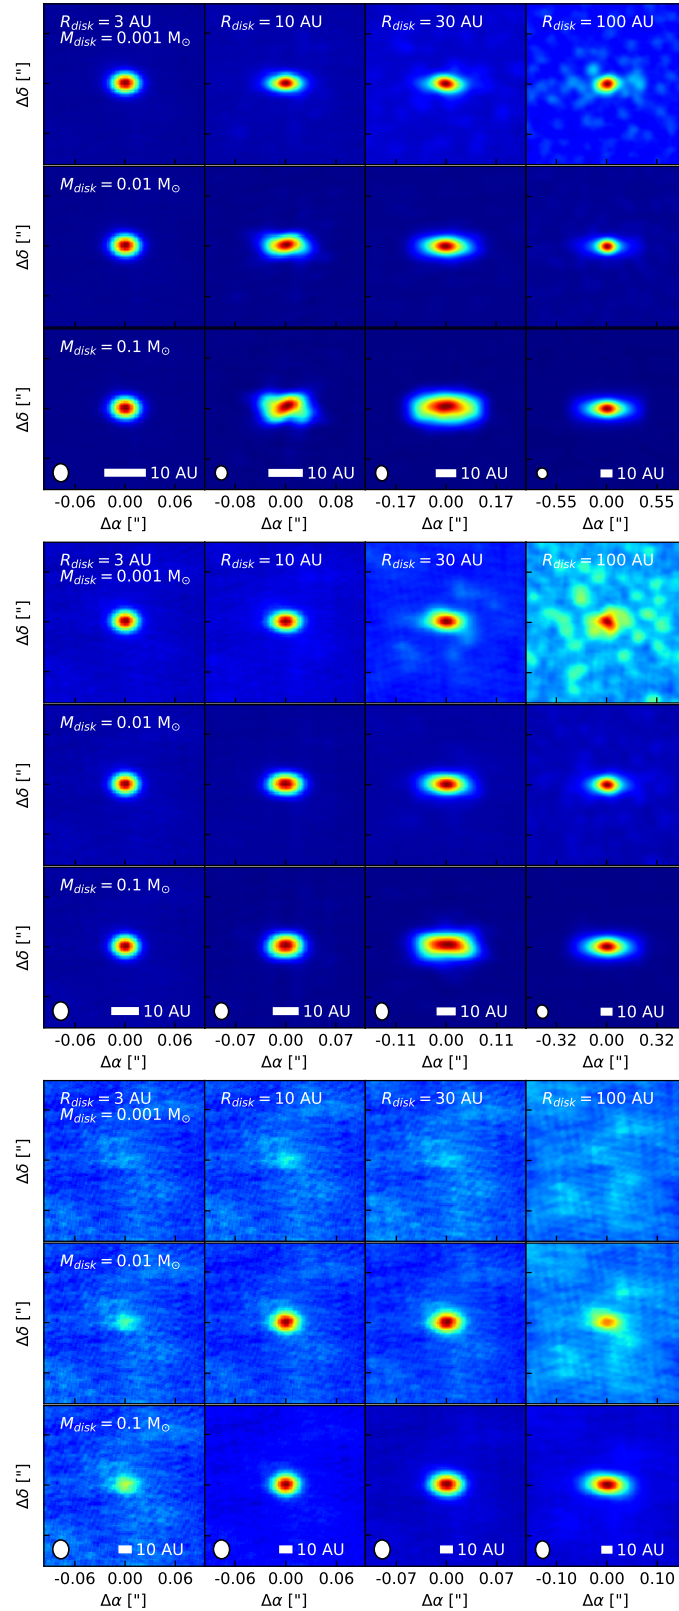 R_disk = 3 AU R_disk = 10 AU R_disk = 30 AU R_disk = 100 AU
M_disk = 0.001 M☉
Δδ ["]
M_disk = 0.01 M☉
Δδ ["]
M_disk = 0.1 M☉
Δδ ["]
10 AU 10 AU 10 AU 10 AU
-0.06 0.00 0.06 -0.08 0.00 0.08 -0.17 0.00 0.17 -0.55 0.00 0.55
Δα ["] Δα ["] Δα ["] Δα ["]
R_disk = 3 AU R_disk = 10 AU R_disk = 30 AU R_disk = 100 AU
M_disk = 0.001 M☉
Δδ ["]
M_disk = 0.01 M☉
Δδ ["]
M_disk = 0.1 M☉
Δδ ["]
10 AU 10 AU 10 AU 10 AU
-0.06 0.00 0.06 -0.07 0.00 0.07 -0.11 0.00 0.11 -0.32 0.00 0.32
Δα ["] Δα ["] Δα ["] Δα ["]
R_disk = 3 AU R_disk = 10 AU R_disk = 30 AU R_disk = 100 AU
M_disk = 0.001 M☉
Δδ ["]
M_disk = 0.01 M☉
Δδ ["]
M_disk = 0.1 M☉
Δδ ["]
10 AU 10 AU 10 AU 10 AU
-0.06 0.00 0.06 -0.06 0.00 0.06 -0.07 0.00 0.07 -0.10 0.00 0.10
Δα ["] Δα ["] Δα ["] Δα ["]